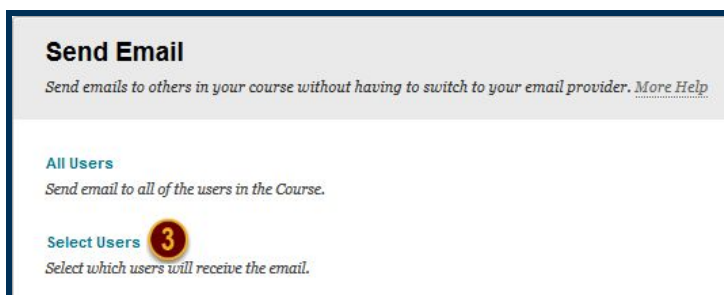 Send Email
Send emails to others in your course without having to switch to your email provider. More Help
All Users
Send email to all of the users in the Course.
Select Users 3
Select which users will receive the email.